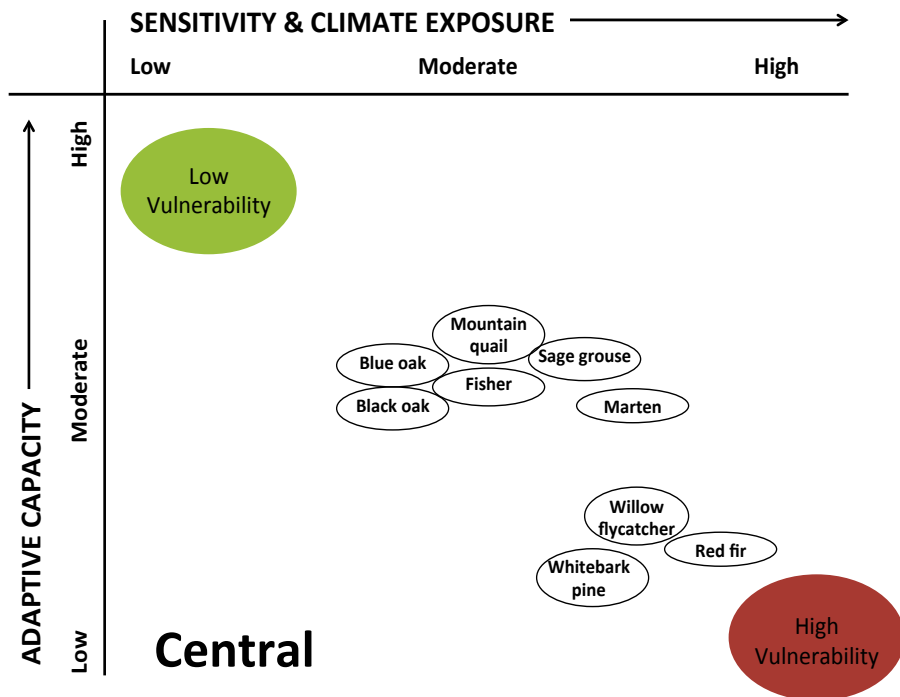 SENSITIVITY & CLIMATE EXPOSURE
Low
Moderate
High
ADAPTIVE CAPACITY
High
Moderate
Low
Low
Vulnerability
Mountain
quail
Sage grouse
Blue oak
Fisher
Black oak
Marten
Willow
flycatcher
Red fir
Whitebark
pine
High
Vulnerability
Central